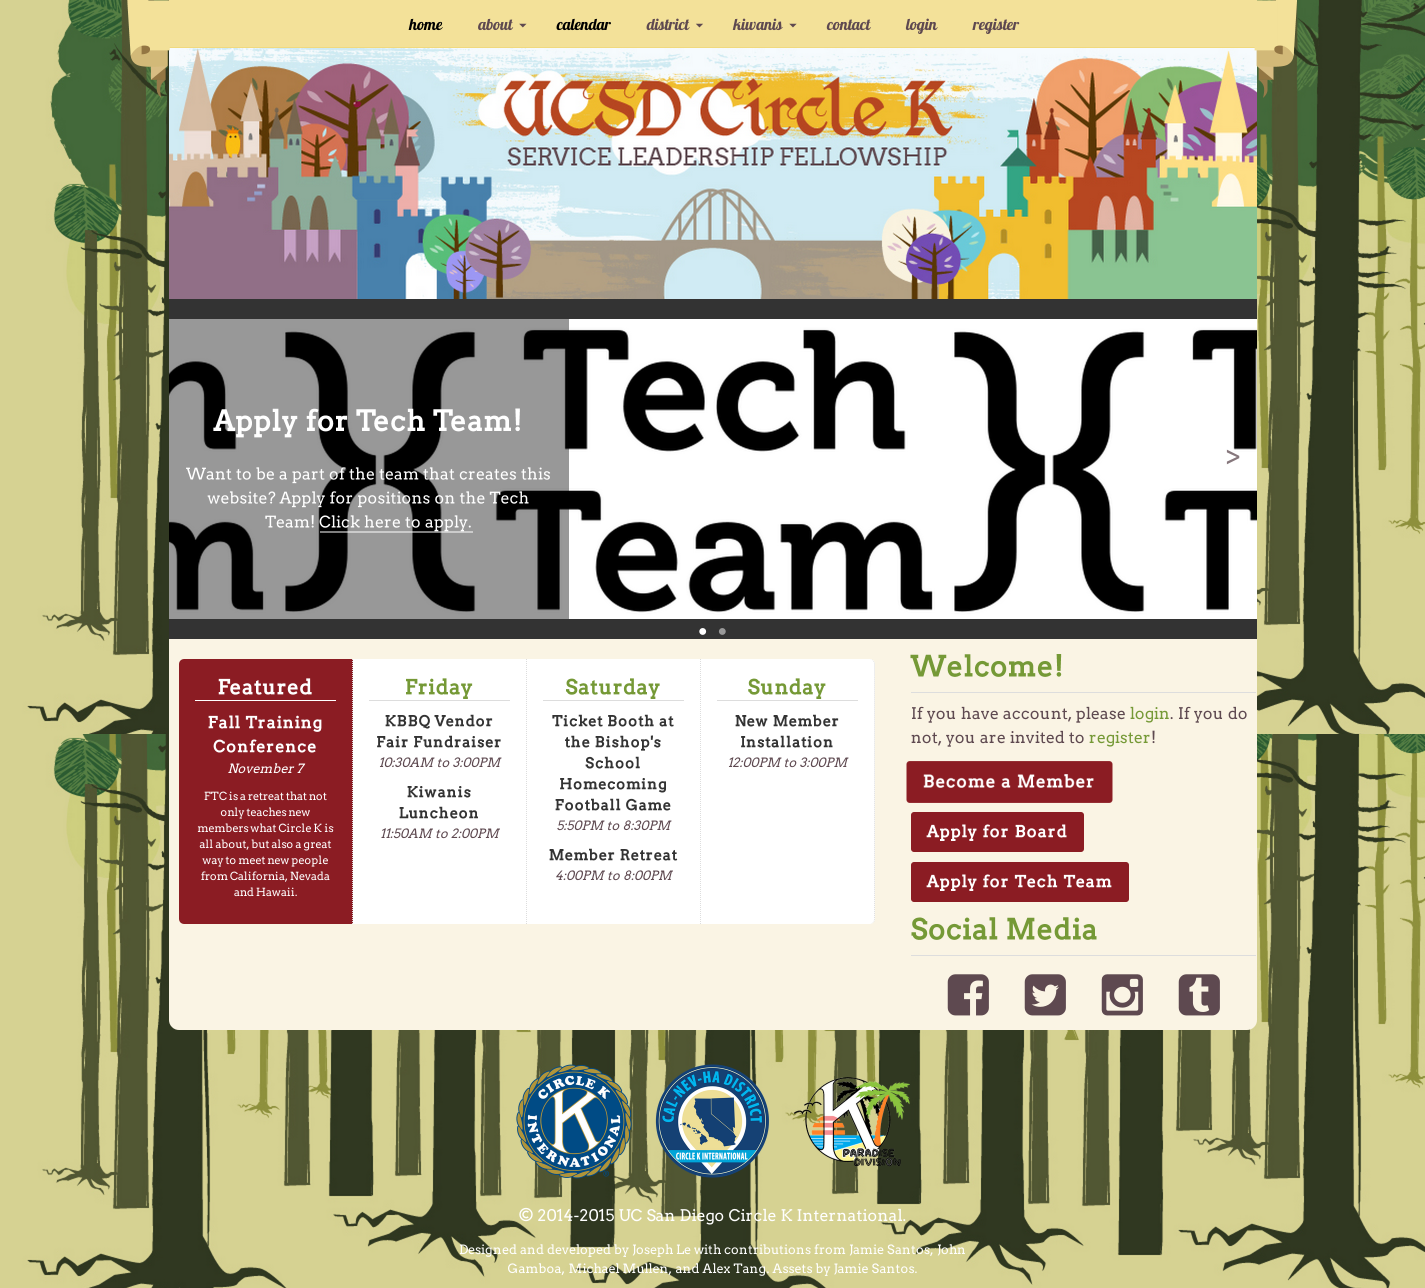 home about calendar district kiwanis contact login register
UCSD Circle K
SERVICE LEADERSHIP FELLOWSHIP
Tech
Team
Apply for Tech Team!
Want to be a part of the team that creates this
website? Apply for positions on the Tech
Team! Click here to apply.
>
Featured
Fall Training
Conference
November 7
FTC is a retreat that not
only teaches new
members what Circle K is
all about, but also a great
way to meet new people
from California, Nevada
and Hawaii.
Friday
KBBQ Vendor
Fair Fundraiser
10:30AM to 3:00PM
Kiwanis
Luncheon
11:50AM to 2:00PM
Saturday
Ticket Booth at
the Bishop's
School
Homecoming
Football Game
5:50PM to 8:30PM
Member Retreat
4:00PM to 8:00PM
Sunday
New Member
Installation
12:00PM to 3:00PM
Welcome!
If you have account, please login. If you do
not, you are invited to register!
Become a Member
Apply for Board
Apply for Tech Team
Social Media
CIRCLE K
K
INTERNATIONAL
CAL-NEV-HA DISTRICT
CIRCLE K INTERNATIONAL
K
PARADISE
DIVISION
© 2014-2015 UC San Diego Circle K International.
Designed and developed by Joseph Le with contributions from Jamie Santos, John
Gamboa, Michael Mullen, and Alex Tang. Assets by Jamie Santos.